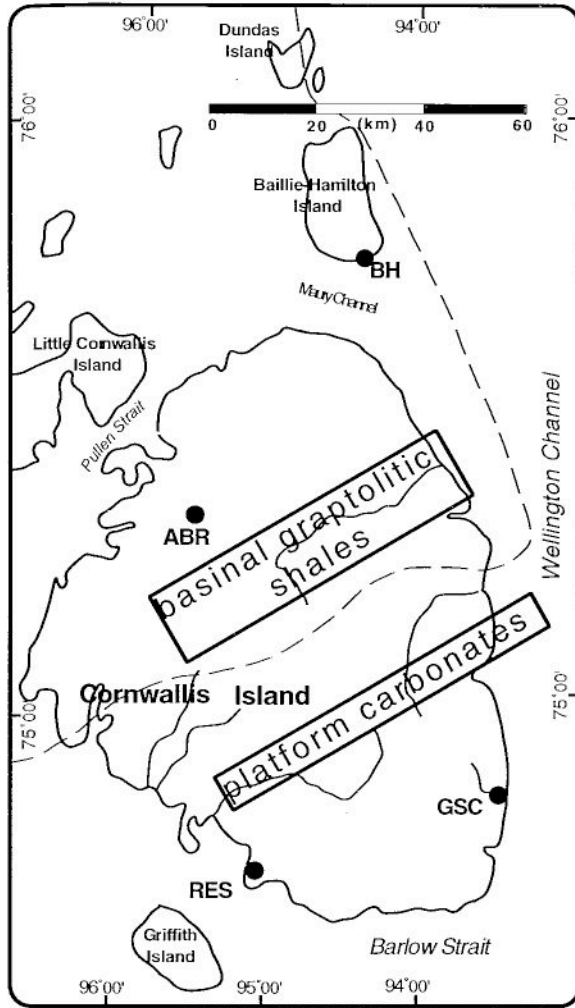 96°00'
94°00'
Dundas
Island
76°00'
76°00'
0
20
(km)
40
60
Baillie-Hamilton
Island
BH
Maury Channel
Little Cornwallis
Island
Pullen Strait
Wellington Channel
basinal graptolitic
shales
ABR
platform carbonates
Cornwallis Island
75°00'
75°00'
GSC
RES
Griffith
Island
Barlow Strait
96°00'
95°00'
94°00'